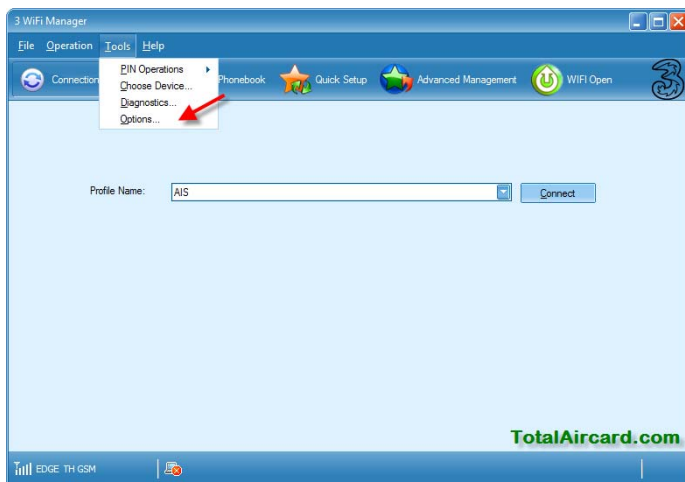 3 WiFi Manager
File Operation Tools Help
Connection Phonebook Quick Setup Advanced Management WIFI Open
PIN Operations
Choose Device...
Diagnostics...
Options...
Profile Name: AIS Connect
TotalAircard.com
EDGE TH GSM